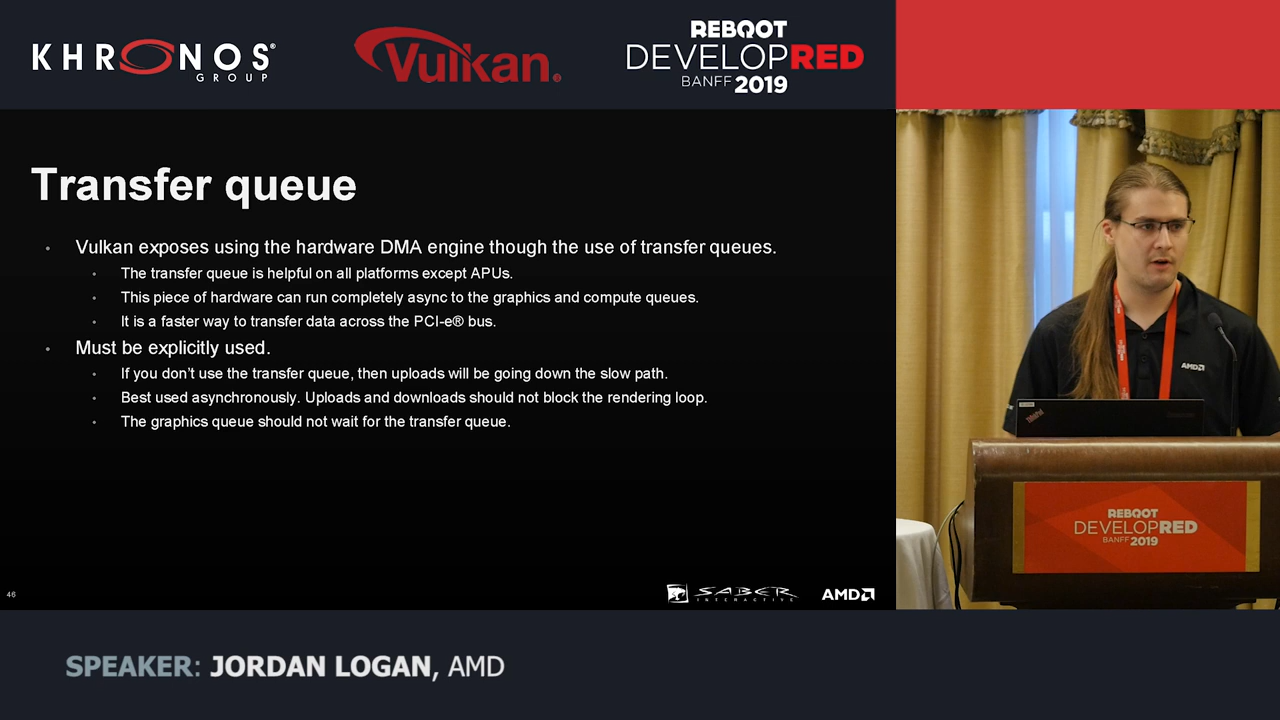 KHRONOS®
GROUP
Vulkan®
REBOOT
DEVELOPRED
BANFF 2019
Transfer queue
• Vulkan exposes using the hardware DMA engine though the use of transfer queues.
• The transfer queue is helpful on all platforms except APUs.
• This piece of hardware can run completely async to the graphics and compute queues.
• It is a faster way to transfer data across the PCI-e® bus.
• Must be explicitly used.
• If you don’t use the transfer queue, then uploads will be going down the slow path.
• Best used asynchronously. Uploads and downloads should not block the rendering loop.
• The graphics queue should not wait for the transfer queue.
46
SABER
INTERACTIVE
AMD
AMD
ThinkPad
REBOOT
DEVELOPRED
BANFF 2019
SPEAKER: JORDAN LOGAN, AMD